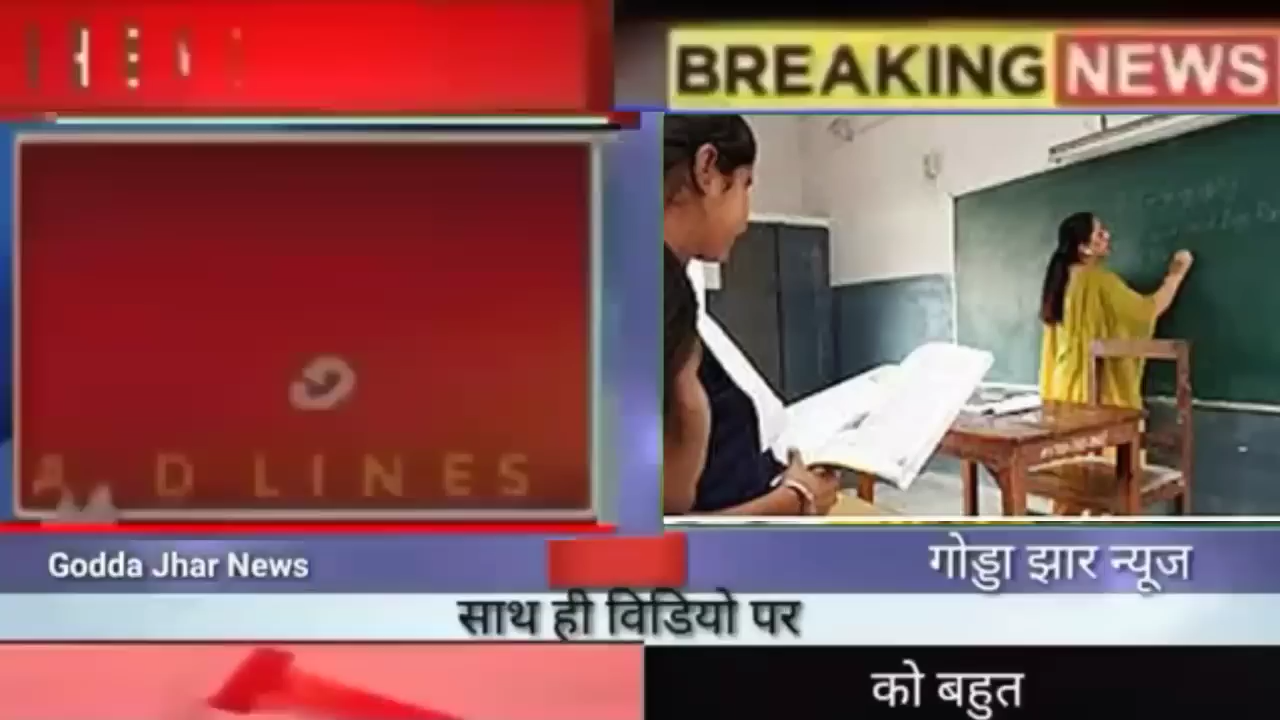 BREAKING NEWS
D LINES
Godda Jhar News
गोड्डा झार न्यूज
साथ ही विडियो पर
को बहुत